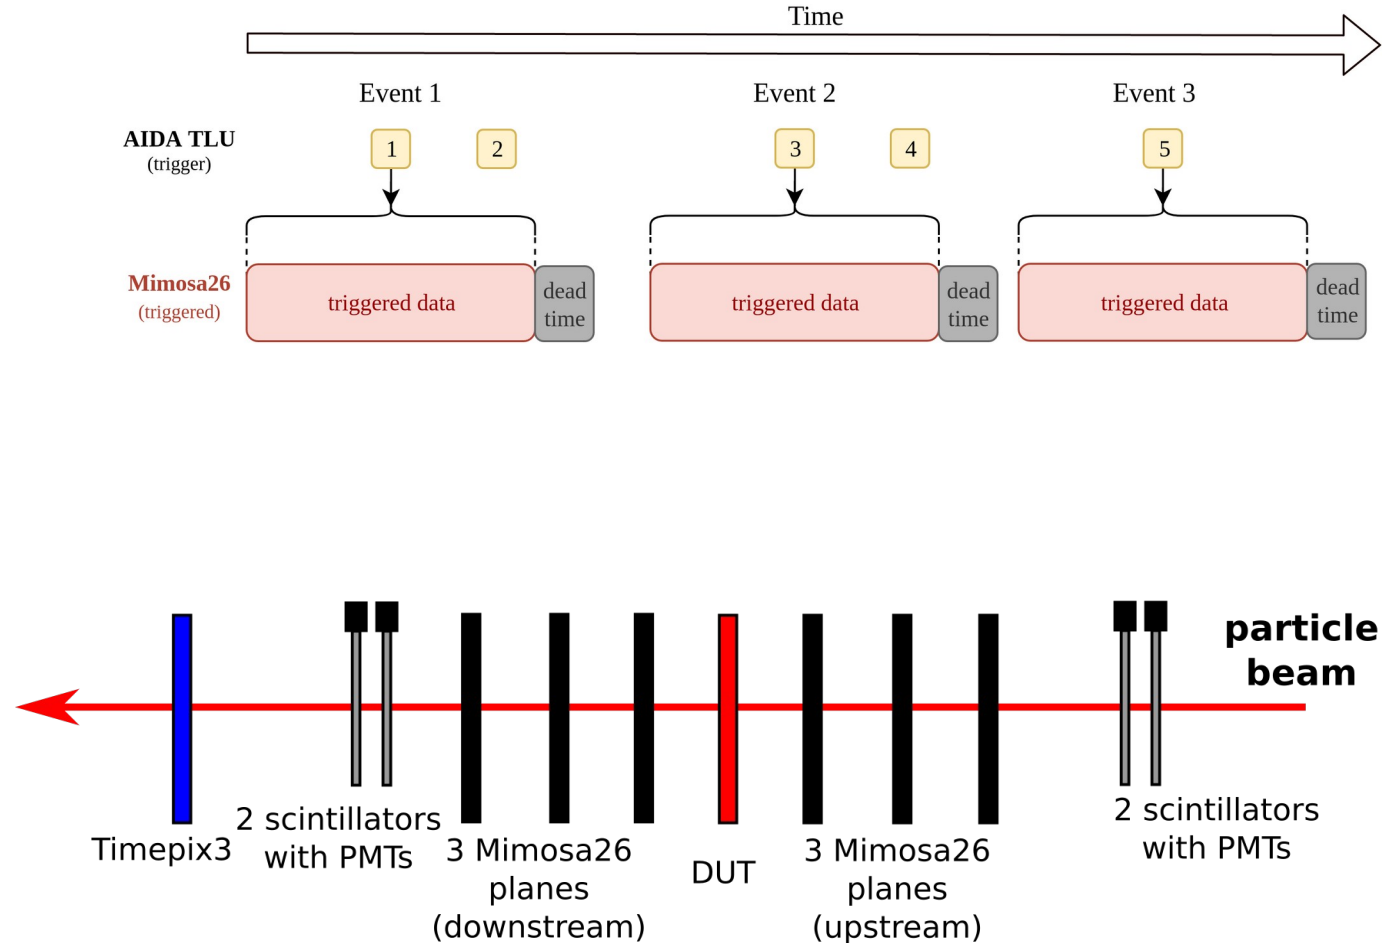 Time
Event 1
Event 2
Event 3
AIDA TLU
(trigger)
1
2
3
4
5
Mimosa26
(triggered)
triggered data
dead
time
triggered data
dead
time
triggered data
dead
time
particle
beam
Timepix3
2 scintillators
with PMTs
3 Mimosa26
planes
(downstream)
DUT
3 Mimosa26
planes
(upstream)
2 scintillators
with PMTs